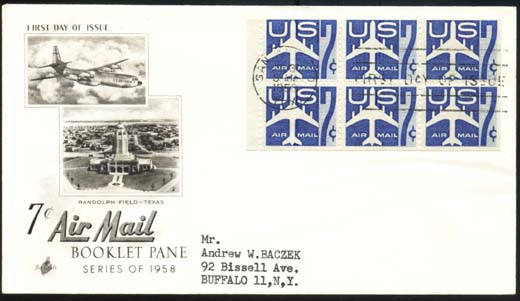 FIRST DAY OF ISSUE
US 7¢ AIR MAIL
US 7¢ AIR MAIL
US 7¢ AIR MAIL
SAN
FIRST DAY OF ISSUE
US 7¢ AIR MAIL
US 7¢ AIR MAIL
US 7¢ AIR MAIL
RANDOLPH FIELD-TEXAS
7¢ Air Mail
BOOKLET PANE
SERIES OF 1958
Mr.
Andrew W.BACZEK
92 Bissell Ave.
BUFFALO 11,N,Y.